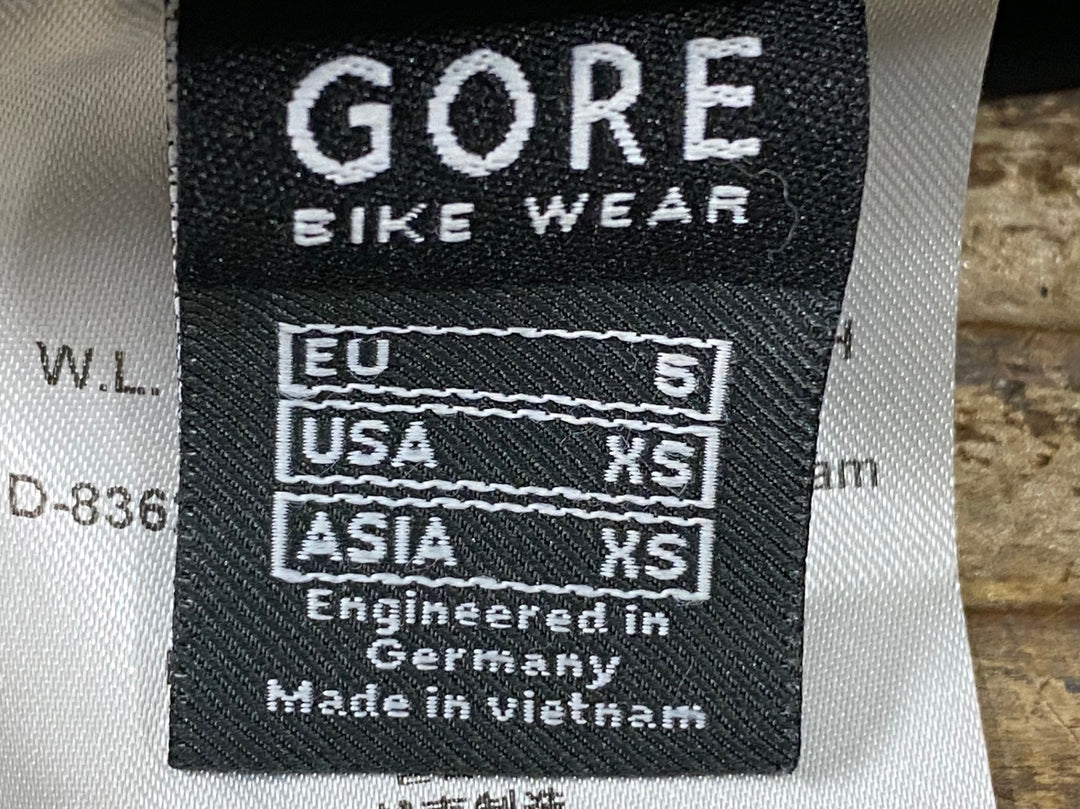 GORE
BIKE WEAR
EU S
USA XS
ASIA XS
Engineered in
Germany
Made in vietnam
W.L.
H
D-836
am